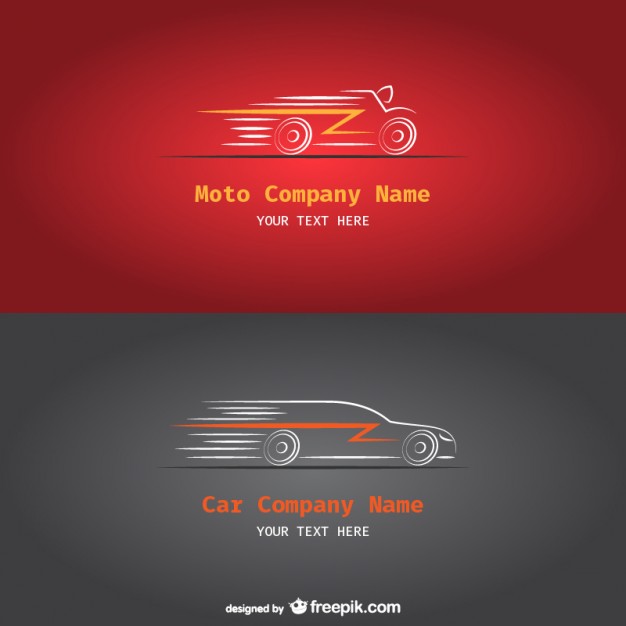 Moto Company Name
YOUR TEXT HERE
Car Company Name
YOUR TEXT HERE
designed by freepik.com